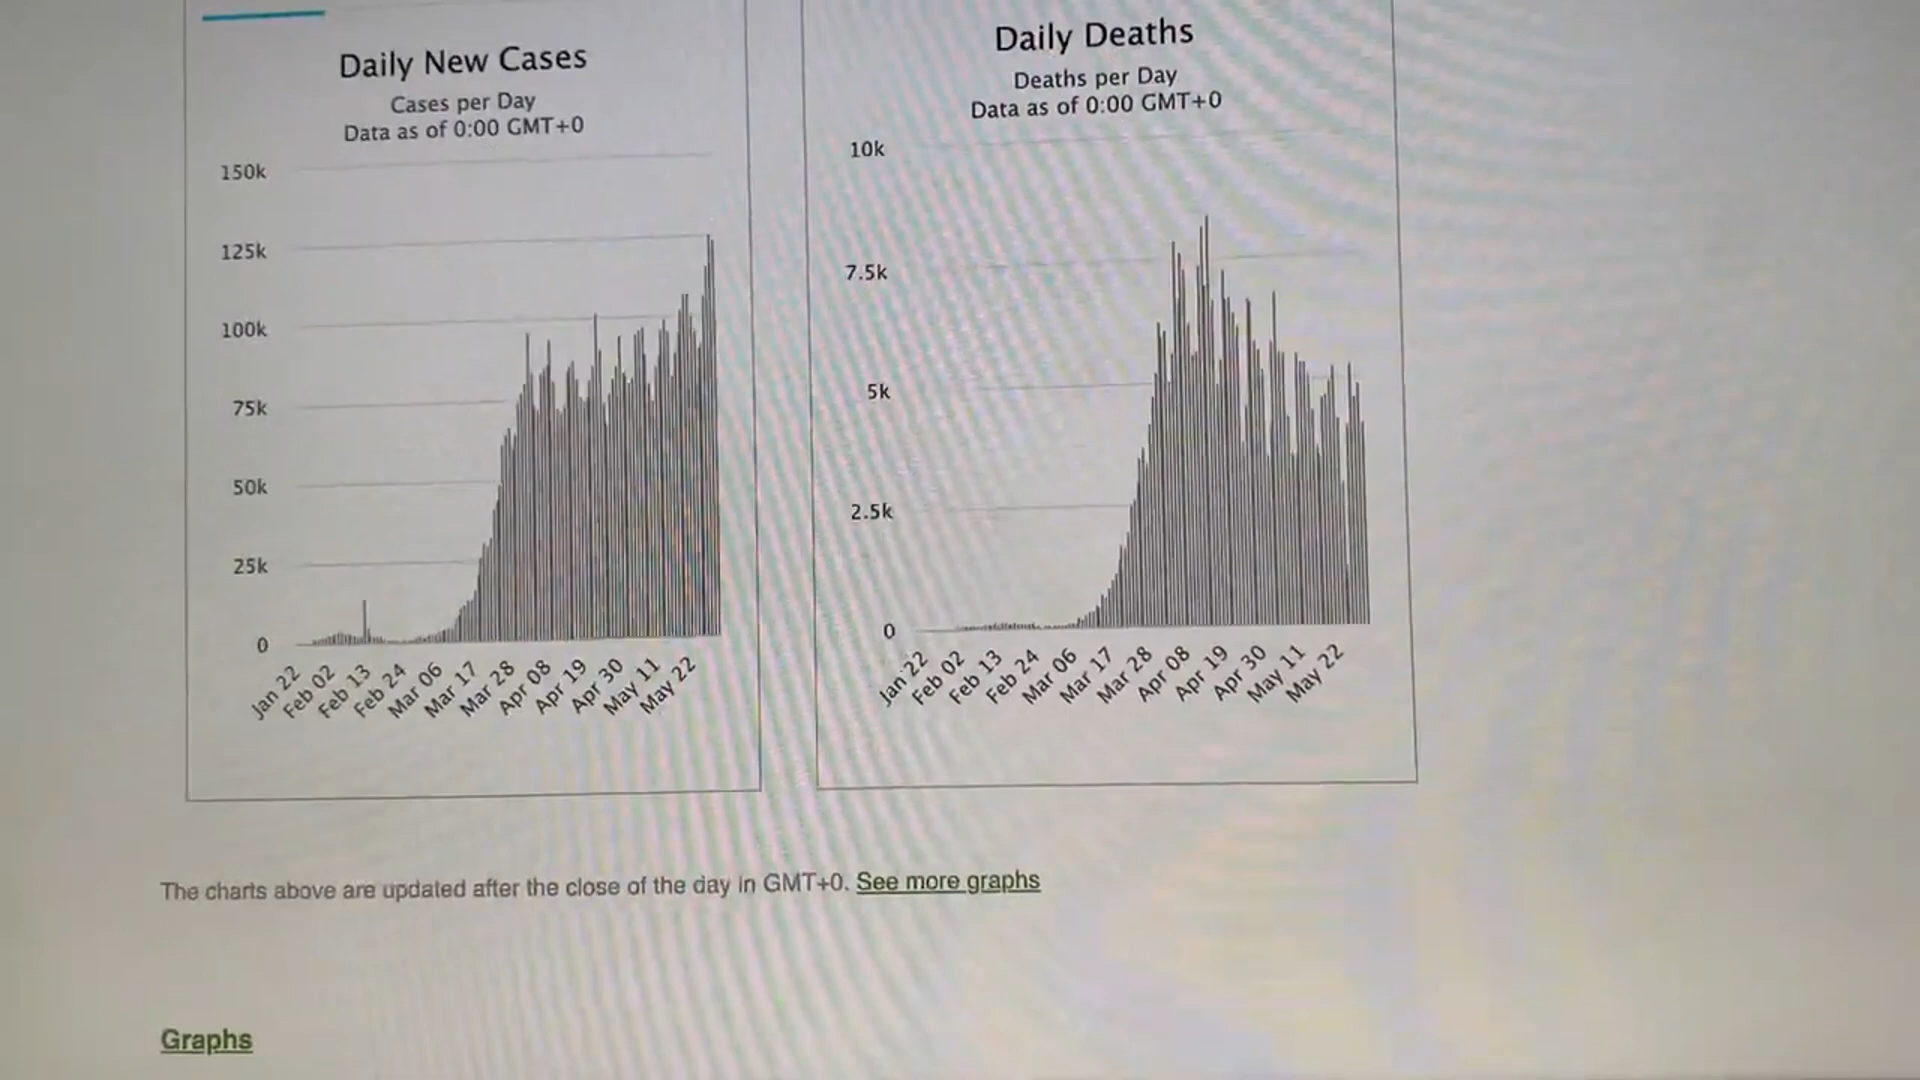 Daily New Cases
Cases per Day
Data as of 0:00 GMT+0
150k
125k
100k
75k
50k
25k
0
Jan 22
Feb 02
Feb 13
Feb 24
Mar 06
Mar 17
Mar 28
Apr 08
Apr 19
Apr 30
May 11
May 22
Daily Deaths
Deaths per Day
Data as of 0:00 GMT+0
10k
7.5k
5k
2.5k
0
Jan 22
Feb 02
Feb 13
Feb 24
Mar 06
Mar 17
Mar 28
Apr 08
Apr 19
Apr 30
May 11
May 22
The charts above are updated after the close of the day in GMT+0. See more graphs
Graphs